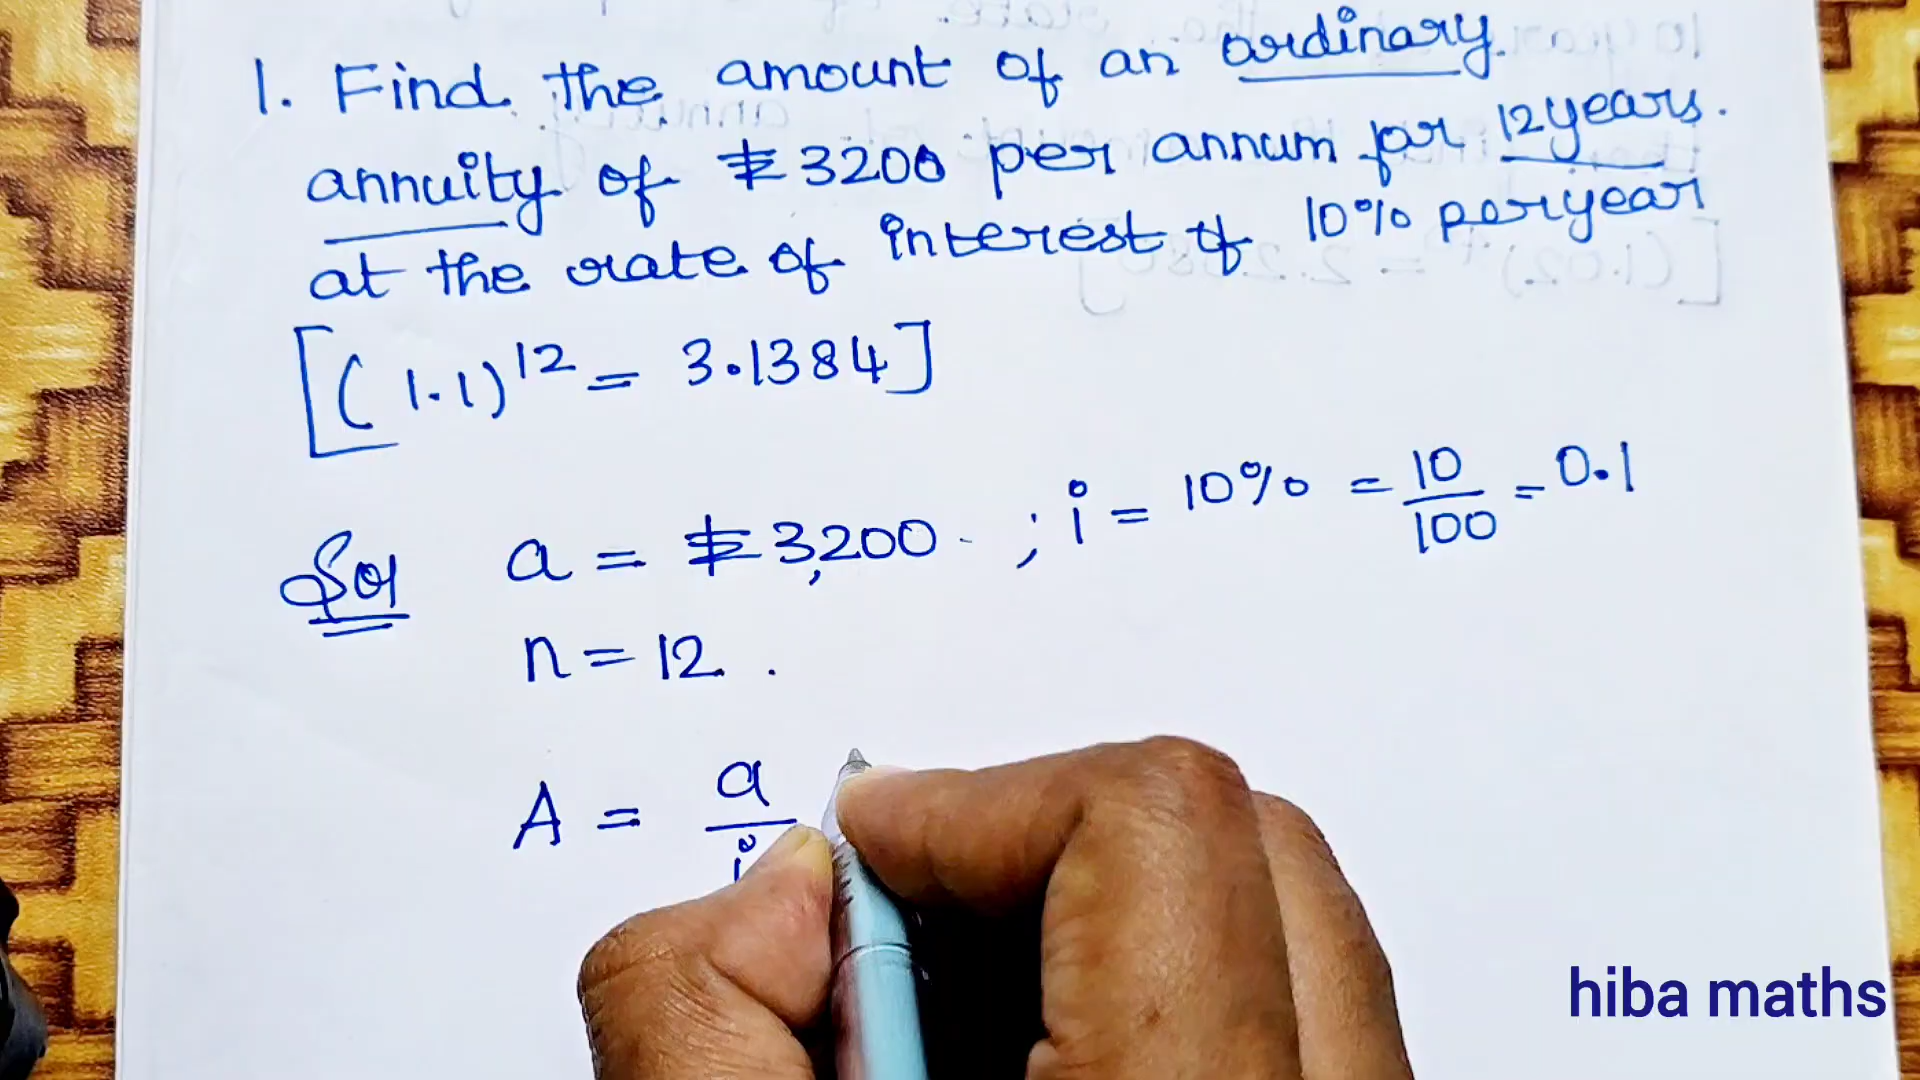 1. Find the amount of an ordinary
annuity of ₹ 3200 per annum for 12 years.
at the rate of interest of 10% per year
[(1.1)^12 = 3.1384]
Sol a = ₹ 3,200 ; i = 10% = 10/100 = 0.1
n = 12.
A = a/i
hiba maths